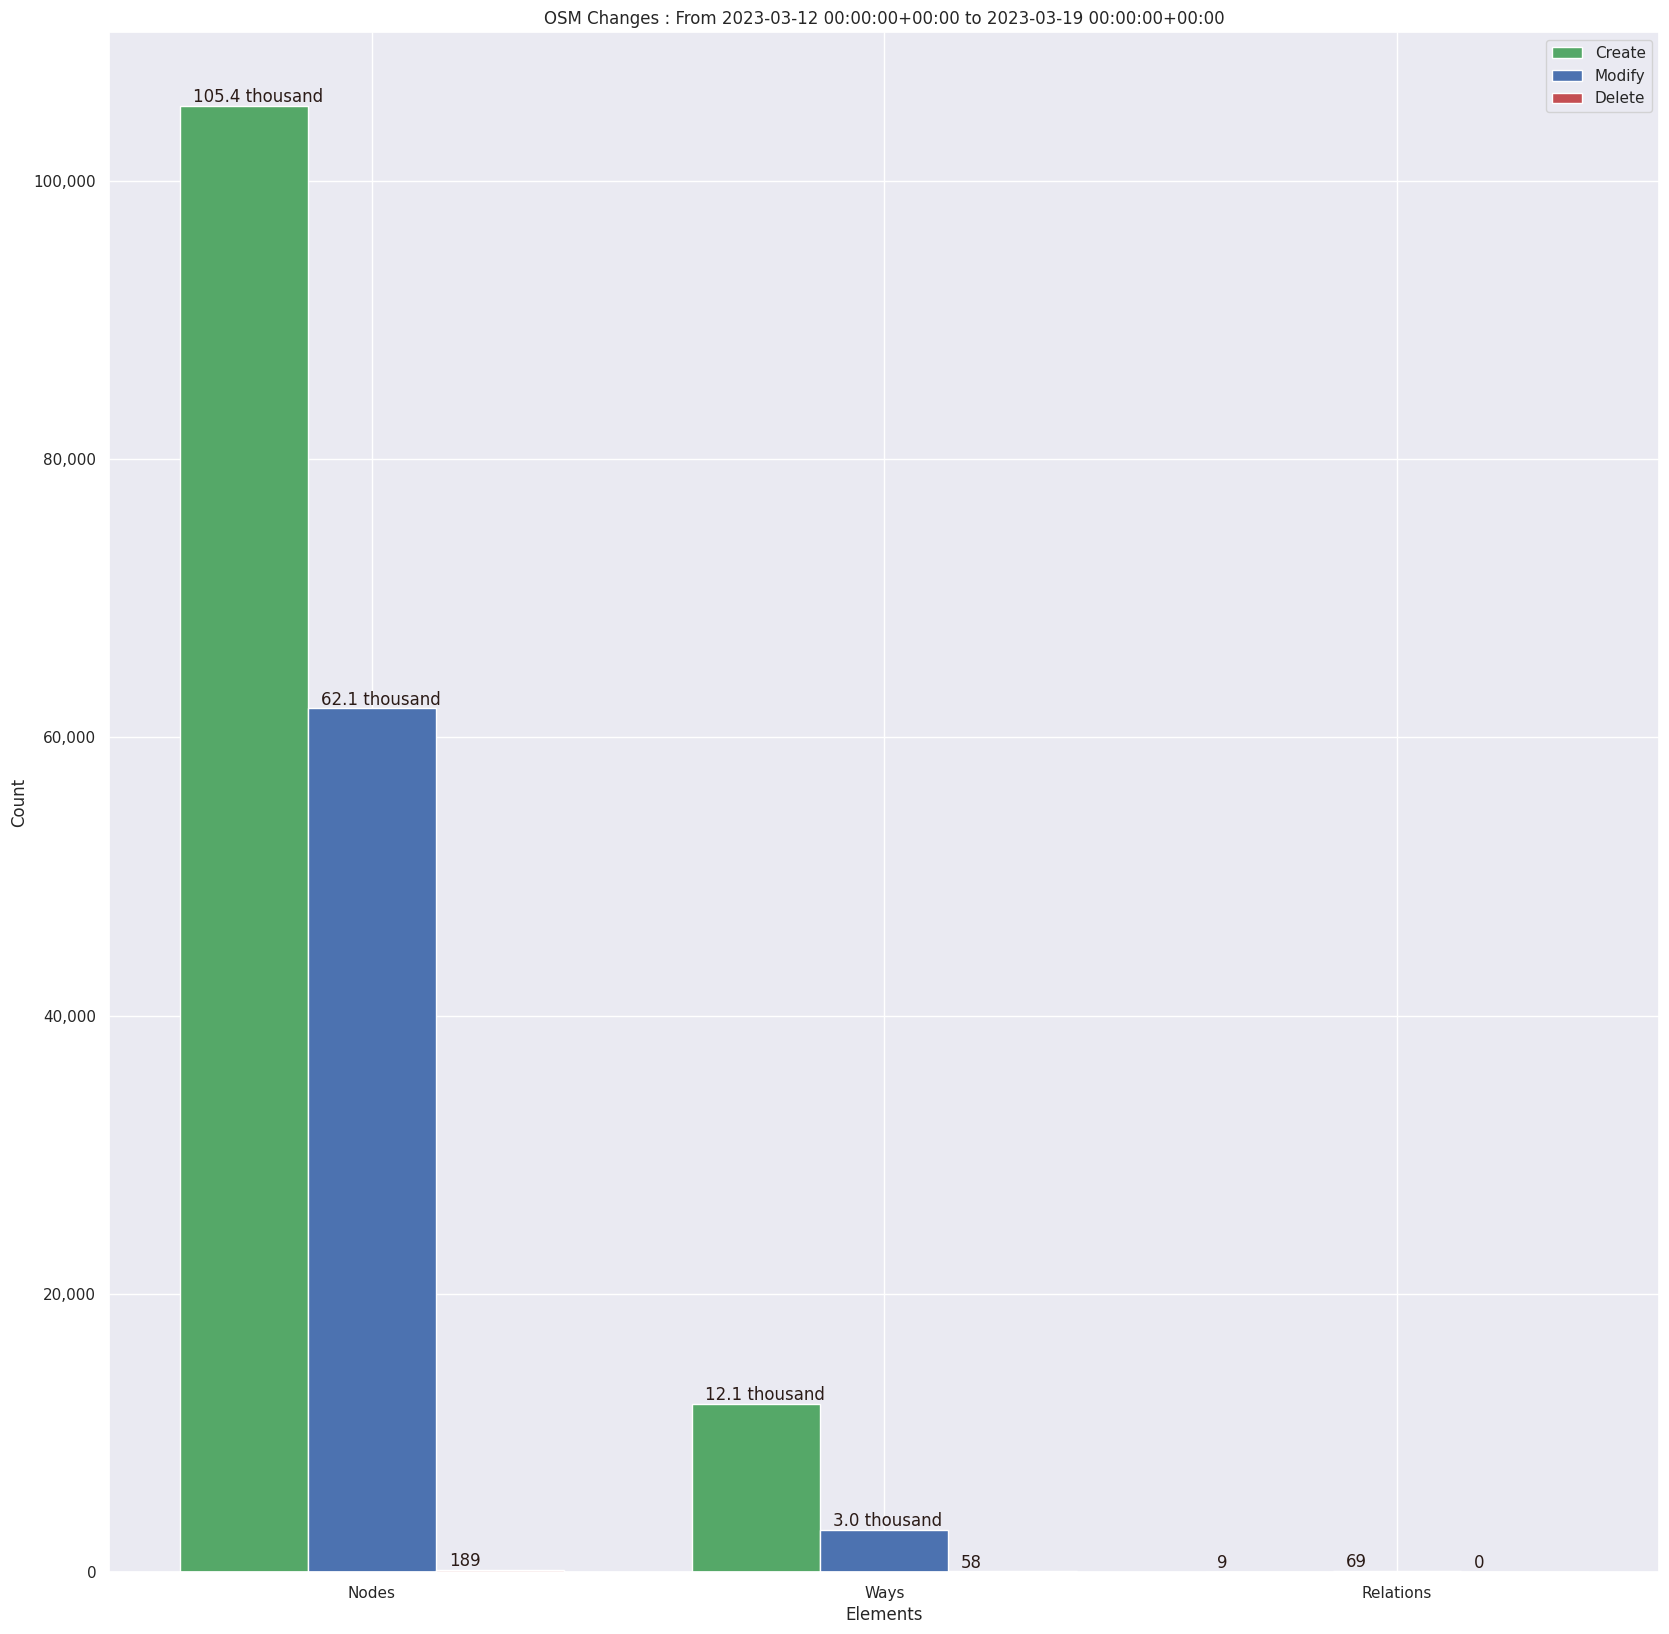 OSM Changes : From 2023-03-12 00:00:00+00:00 to 2023-03-19 00:00:00+00:00
Create
Modify
Delete
105.4 thousand
100,000
80,000
62.1 thousand
60,000
Count
40,000
20,000
12.1 thousand
3.0 thousand
189
58
9
69
0
0
Nodes
Ways
Relations
Elements